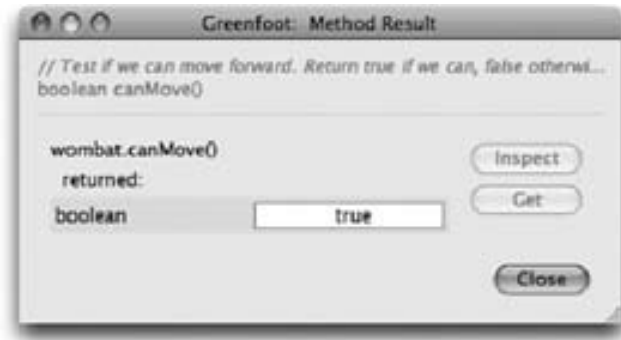 Greenfoot: Method Result
// Test if we can move forward. Return true if we can, false otherwi...
boolean canMove()
wombat.canMove()
returned:
boolean true
Inspect
Get
Close